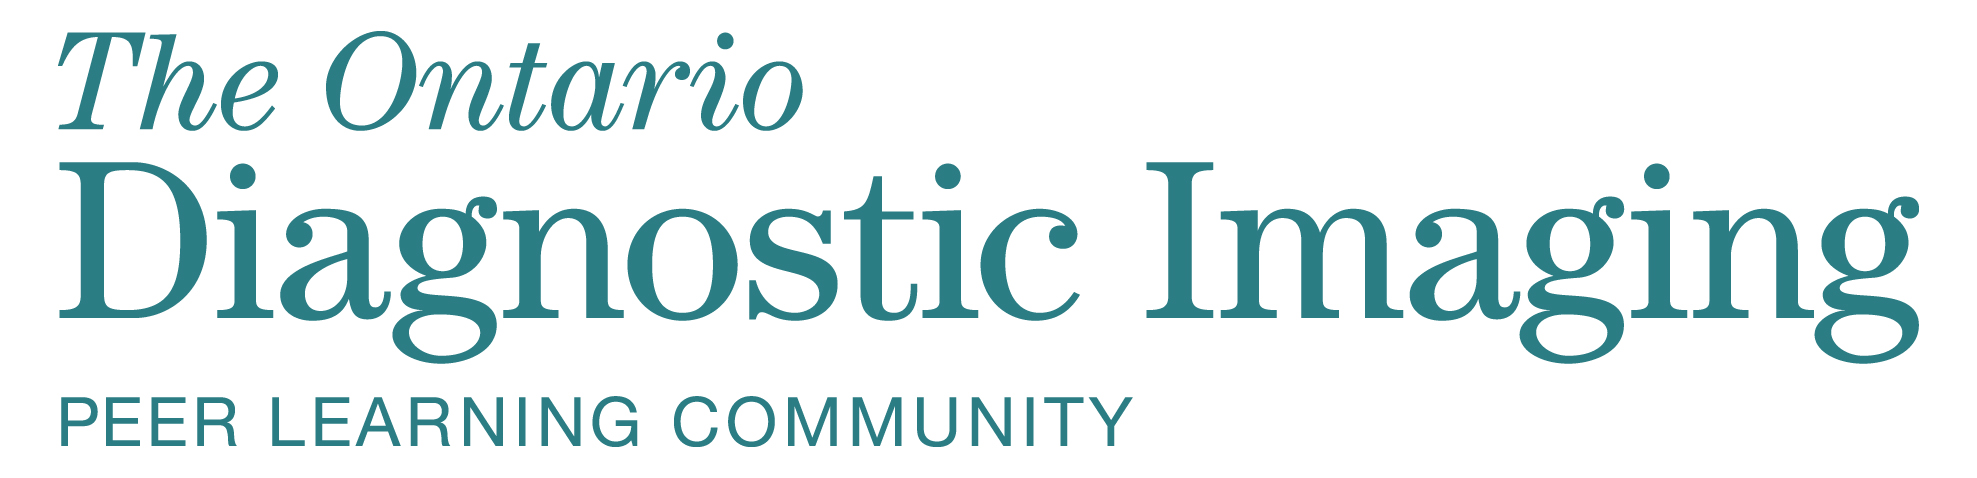 The Ontario
Diagnostic Imaging
PEER LEARNING COMMUNITY